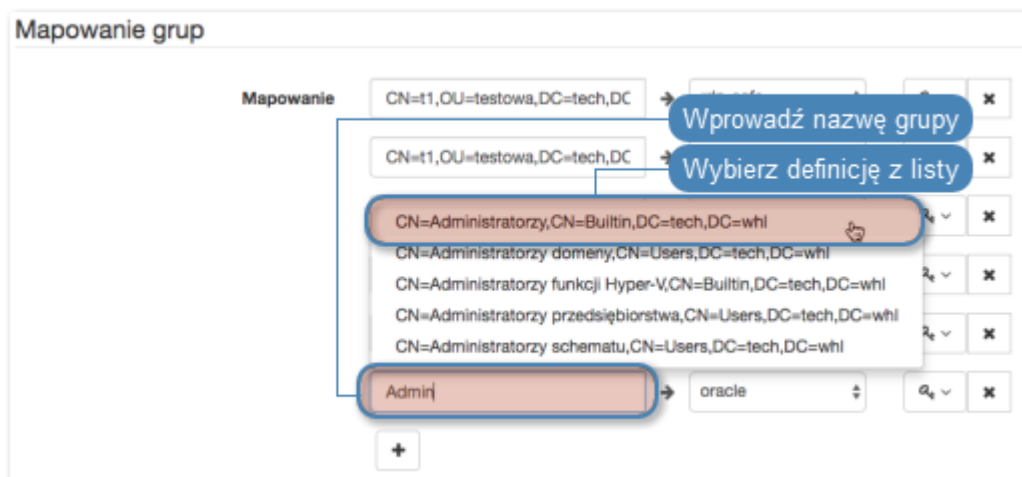 Mapowanie grup
Mapowanie
CN=t1,OU=testowa,DC=tech,DC
Wprowadź nazwę grupy
CN=t1,OU=testowa,DC=tech,DC
Wybierz definicję z listy
CN=Administratorzy,CN=Builtin,DC=tech,DC=whl
CN=Administratorzy domeny,CN=Users,DC=tech,DC=whl
CN=Administratorzy funkcji Hyper-V,CN=Builtin,DC=tech,DC=whl
CN=Administratorzy przedsiębiorstwa,CN=Users,DC=tech,DC=whl
CN=Administratorzy schematu,CN=Users,DC=tech,DC=whl
Admin oracle